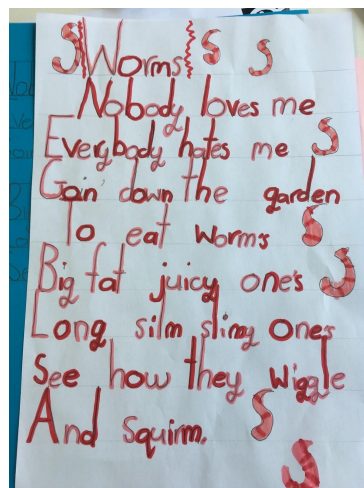 Worms
Nobody loves me
Everybody hates me
Goin' down the garden
To eat worms
Big fat juicy one's
Long silm slimy ones
See how they wiggle
And squirm.